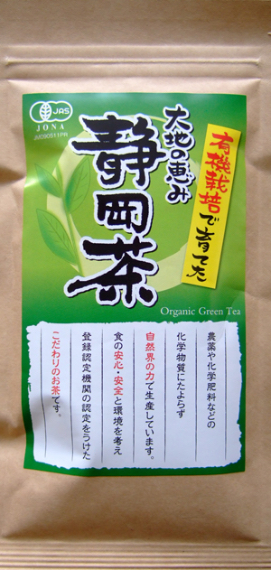 JAS
JONA
有機栽培で育てた
大地の恵み
静岡茶
Organic Green Tea
農薬や化学肥料などの
化学物質にたよらず
自然界の力で生産しています。
食の安心・安全と環境を考え
登録認定機関の認定をうけた
こだわりのお茶です。